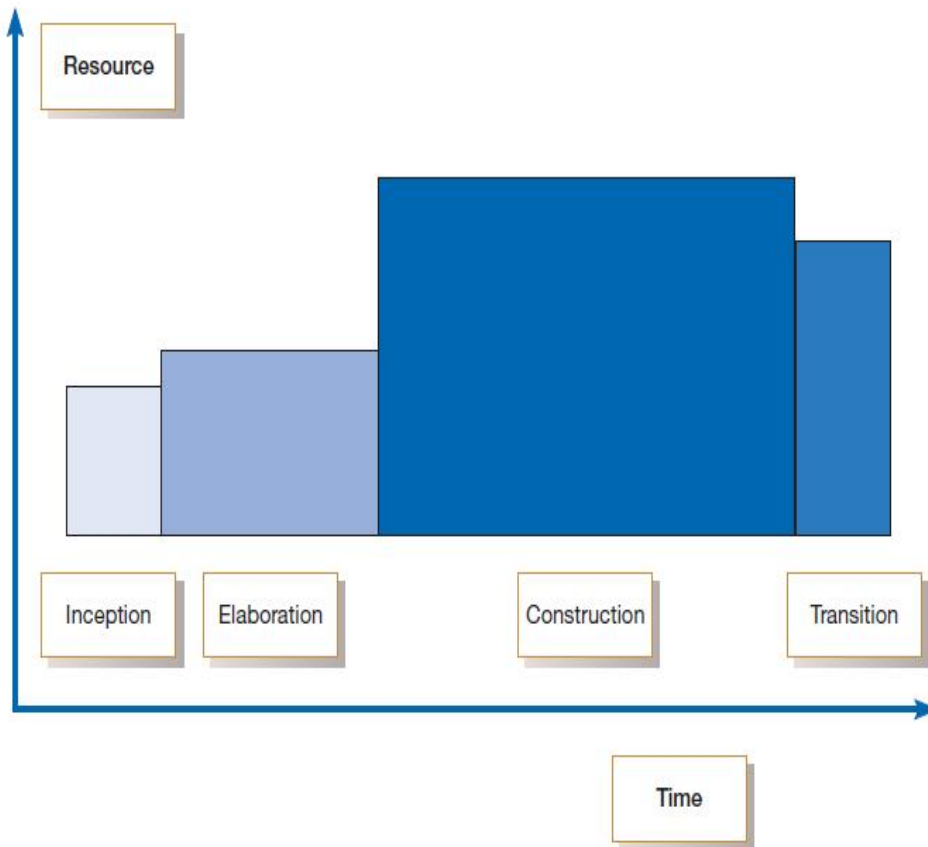 Resource
Inception
Elaboration
Construction
Transition
Time